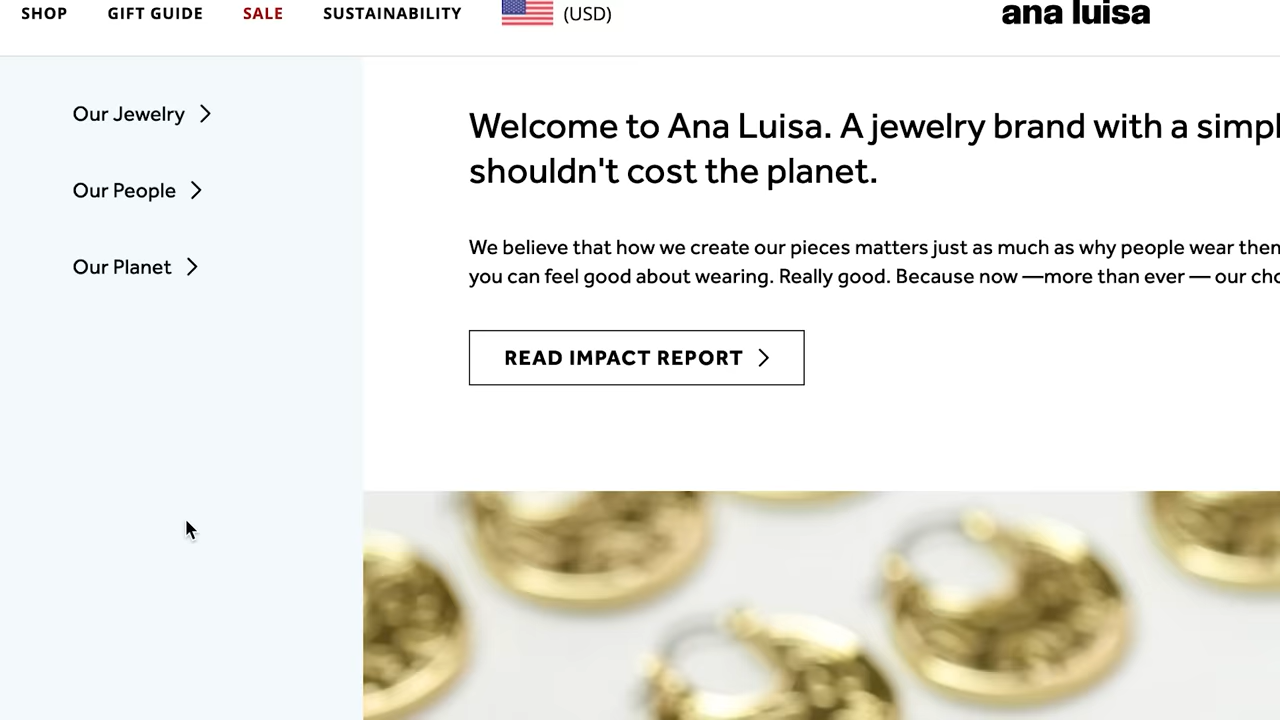 SHOP GIFT GUIDE SALE SUSTAINABILITY (USD) ana luisa
Our Jewelry
Our People
Our Planet
Welcome to Ana Luisa. A jewelry brand with a
shouldn't cost the planet.
We believe that how we create our pieces matters just as much as why people wear
you can feel good about wearing. Really good. Because now —more than ever — our
READ IMPACT REPORT